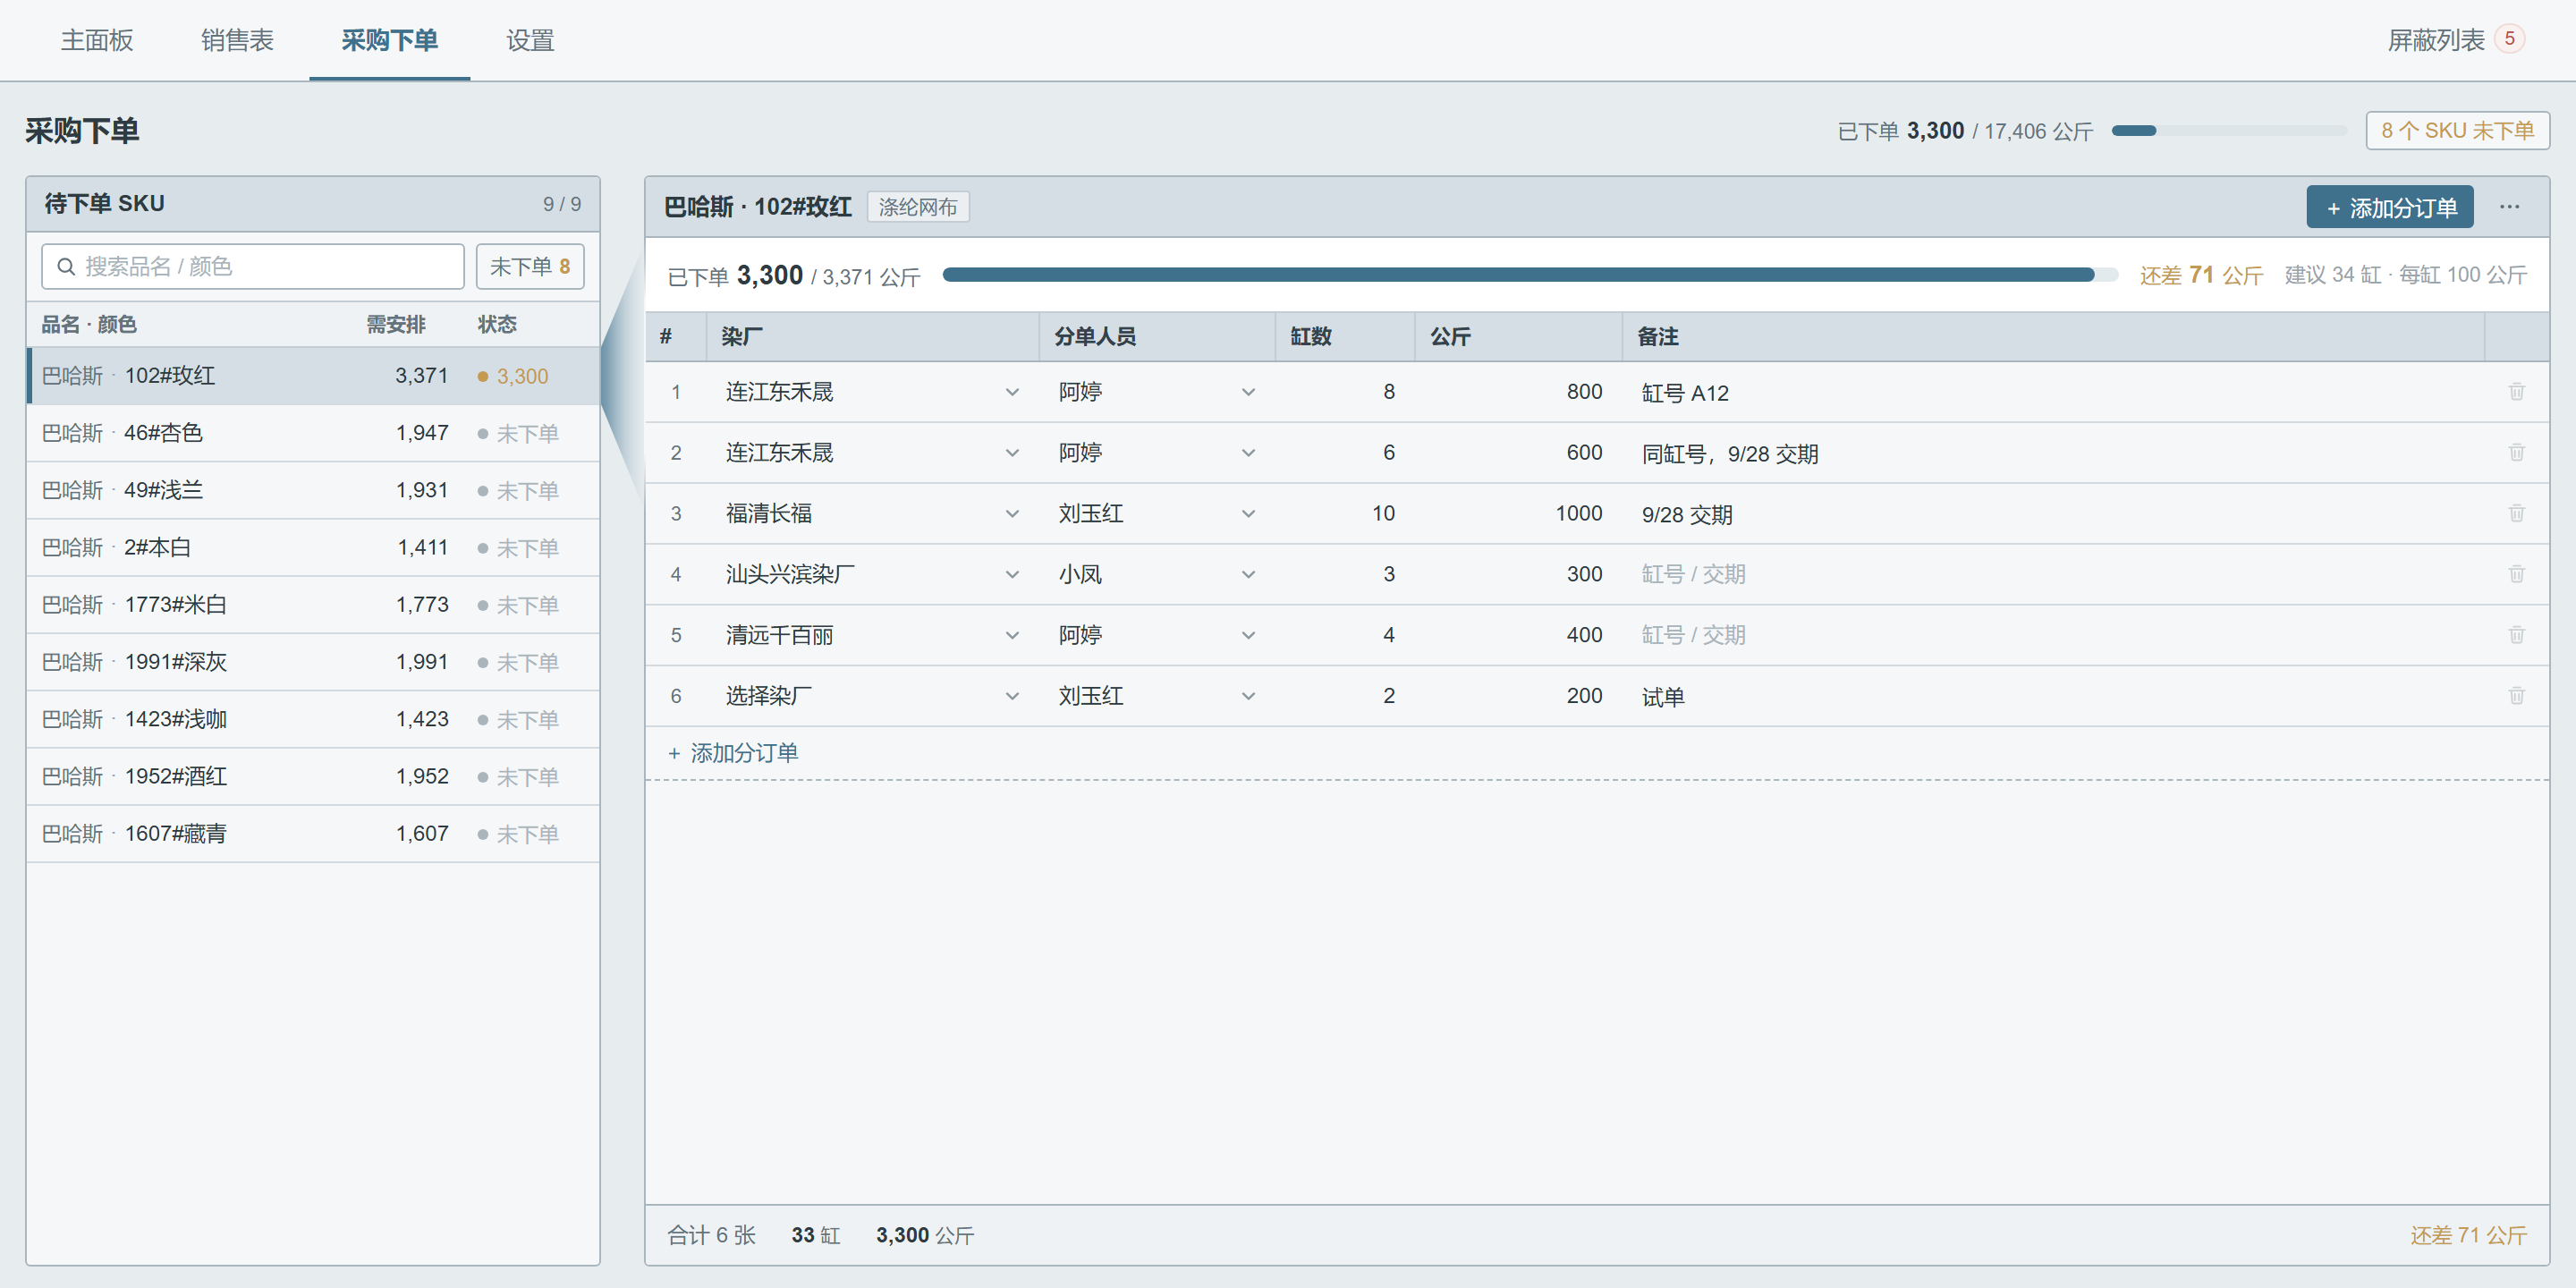 主面板 销售表 采购下单 设置 屏蔽列表 5
采购下单 已下单 3,300 / 17,406 公斤 8 个 SKU 未下单
待下单 SKU 9 / 9
搜索品名 / 颜色 未下单 8
品名 · 颜色 需安排 状态
巴哈斯 · 102#玫红 3,371 3,300
巴哈斯 · 46#杏色 1,947 未下单
巴哈斯 · 49#浅兰 1,931 未下单
巴哈斯 · 2#本白 1,411 未下单
巴哈斯 · 1773#米白 1,773 未下单
巴哈斯 · 1991#深灰 1,991 未下单
巴哈斯 · 1423#浅咖 1,423 未下单
巴哈斯 · 1952#酒红 1,952 未下单
巴哈斯 · 1607#藏青 1,607 未下单
巴哈斯 · 102#玫红 涤纶网布 + 添加分订单 ···
已下单 3,300 / 3,371 公斤 还差 71 公斤 建议 34 缸 · 每缸 100 公斤
# 染厂 分单人员 缸数 公斤 备注
1 连江东禾晟 阿婷 8 800 缸号 A12
2 连江东禾晟 阿婷 6 600 同缸号，9/28 交期
3 福清长福 刘玉红 10 1000 9/28 交期
4 汕头兴滨染厂 小凤 3 300 缸号 / 交期
5 清远千百丽 阿婷 4 400 缸号 / 交期
6 选择染厂 刘玉红 2 200 试单
+ 添加分订单
合计 6 张 33 缸 3,300 公斤 还差 71 公斤